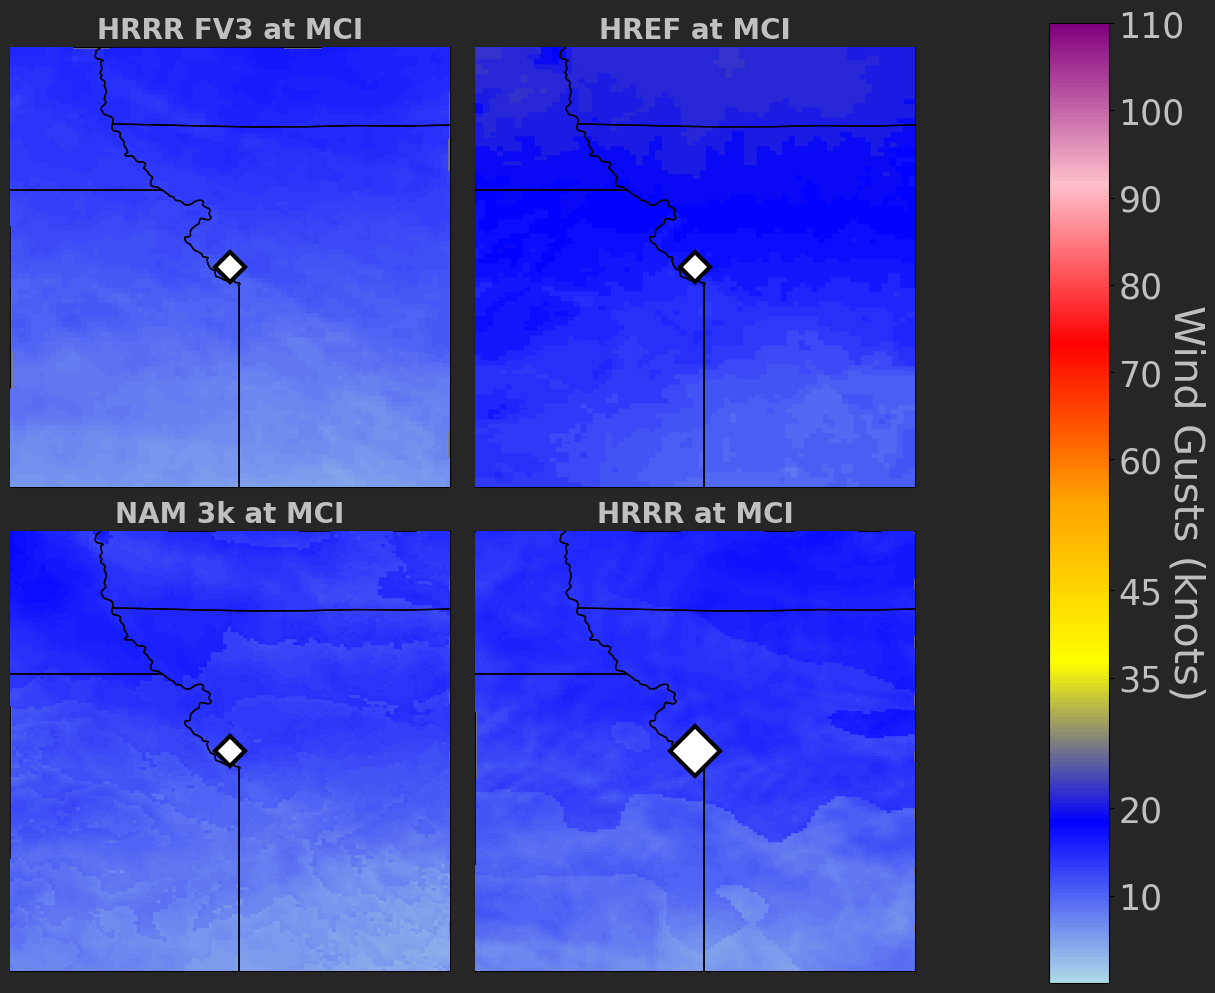 HRRR FV3 at MCI
HREF at MCI
NAM 3k at MCI
HRRR at MCI
110
100
90
80
70
60
45
35
20
10
Wind Gusts (knots)